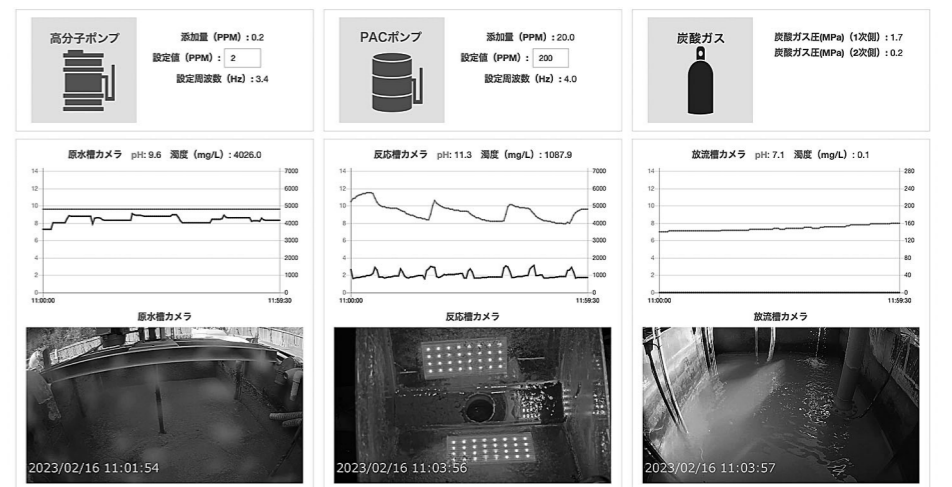 高分子ポンプ
添加量（PPM）: 0.2
設定値（PPM）: 2
設定周波数（Hz）: 3.4
PACポンプ
添加量（PPM）: 20.0
設定値（PPM）: 200
設定周波数（Hz）: 4.0
炭酸ガス
炭酸ガス圧(MPa)（1次側）: 1.7
炭酸ガス圧(MPa)（2次側）: 0.2
原水槽カメラ pH: 9.6 濁度（mg/L）: 4026.0
14 7000
12 6000
10 5000
8 4000
6 3000
4 2000
2 1000
0 0
11:00:00 11:59:30
原水槽カメラ
2023/02/16 11:01:54
反応槽カメラ pH: 11.3 濁度（mg/L）: 1087.9
14 7000
12 6000
10 5000
8 4000
6 3000
4 2000
2 1000
0 0
11:00:00 11:59:30
反応槽カメラ
2023/02/16 11:03:56
放流槽カメラ pH: 7.1 濁度（mg/L）: 0.1
14 280
12 240
10 200
8 160
6 120
4 80
2 40
0 0
11:00:00 11:59:30
放流槽カメラ
2023/02/16 11:03:57